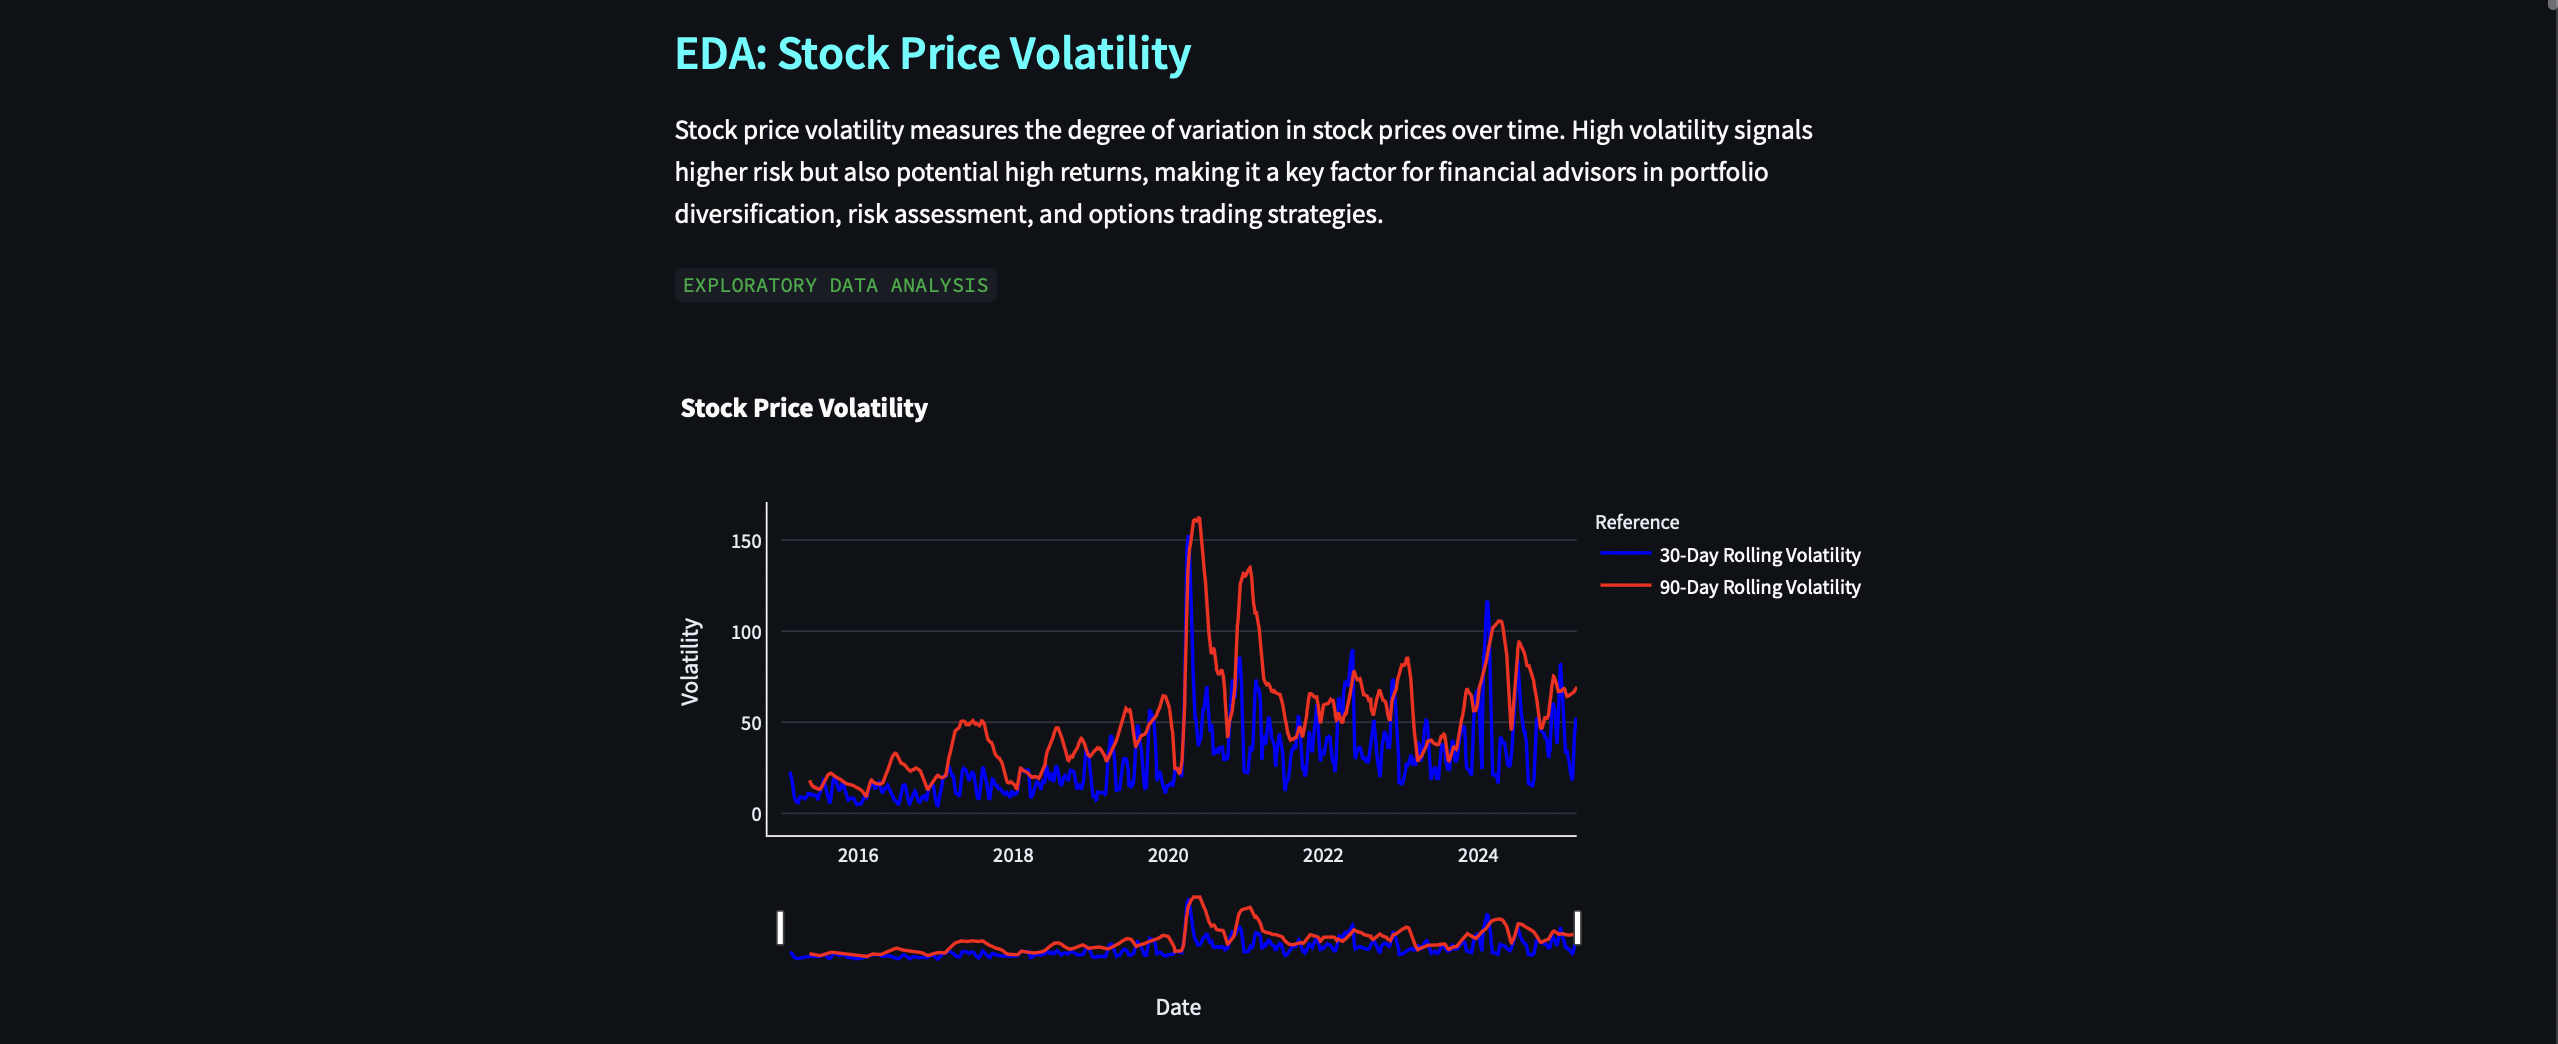 EDA: Stock Price Volatility
Stock price volatility measures the degree of variation in stock prices over time. High volatility signals
higher risk but also potential high returns, making it a key factor for financial advisors in portfolio
diversification, risk assessment, and options trading strategies.
EXPLORATORY DATA ANALYSIS
Stock Price Volatility
Reference
30-Day Rolling Volatility
90-Day Rolling Volatility
Volatility
150
100
50
0
2016 2018 2020 2022 2024
Date